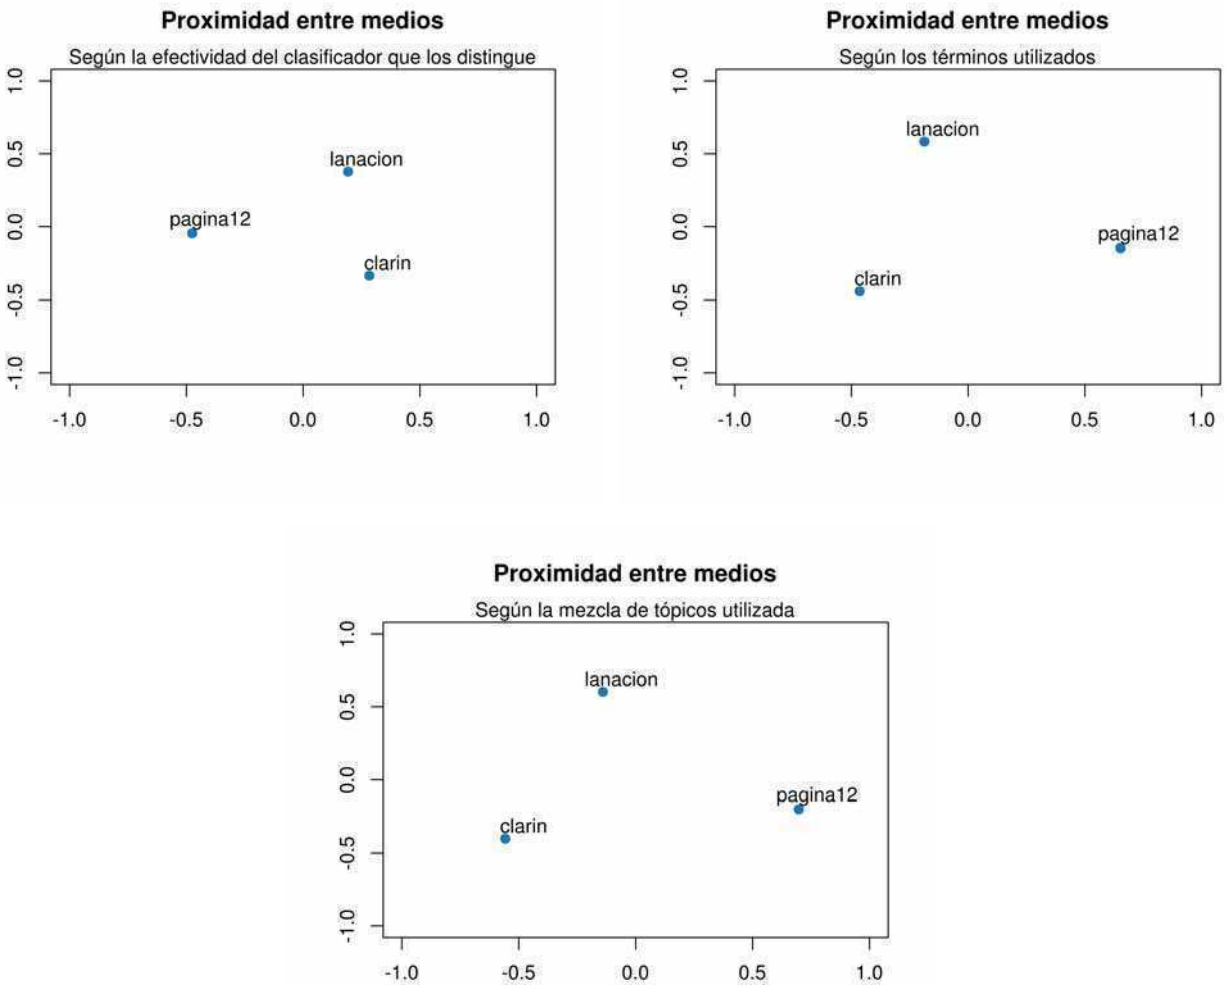 Proximidad entre medios
Según la efectividad del clasificador que los distingue
1.0
0.5
0.0
-0.5
-1.0
lanacion
pagina12
clarin
-1.0 -0.5 0.0 0.5 1.0
Proximidad entre medios
Según los términos utilizados
1.0
0.5
0.0
-0.5
-1.0
lanacion
pagina12
clarin
-1.0 -0.5 0.0 0.5 1.0
Proximidad entre medios
Según la mezcla de tópicos utilizada
1.0
0.5
0.0
-0.5
-1.0
lanacion
pagina12
clarin
-1.0 -0.5 0.0 0.5 1.0